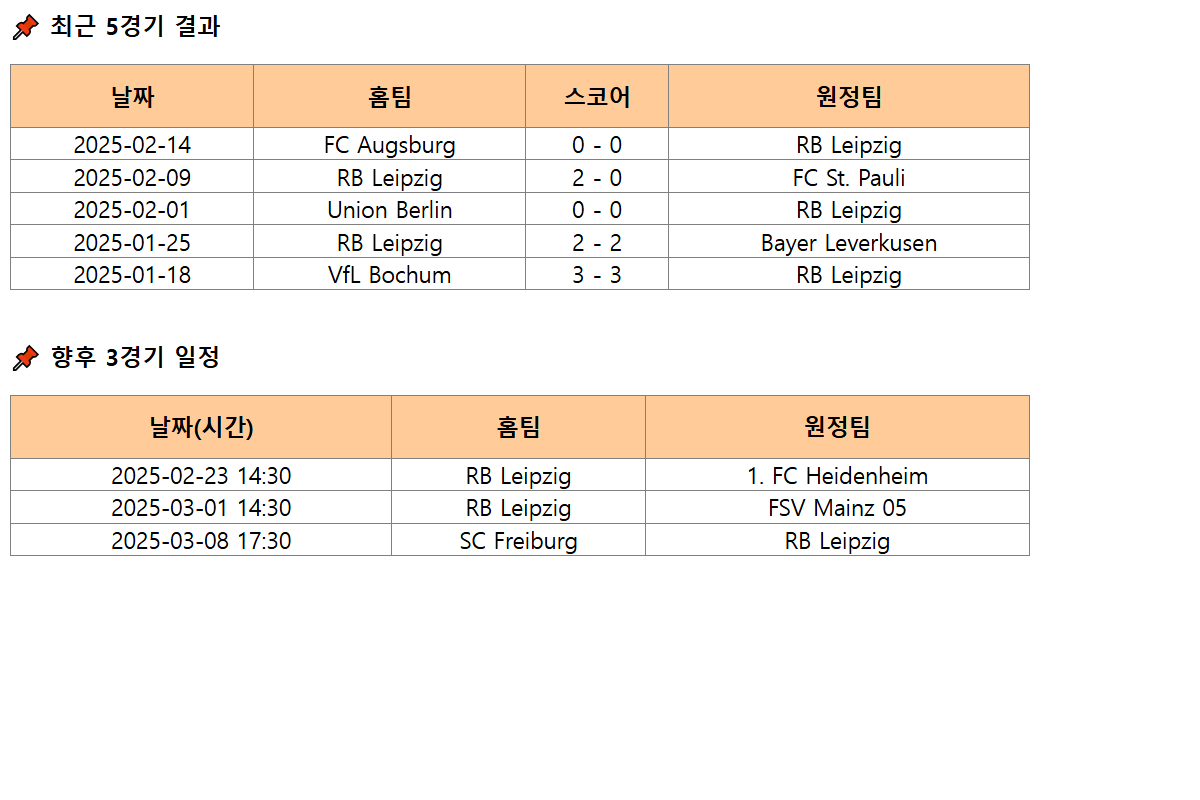 📌 최근 5경기 결과
날짜 홈팀 스코어 원정팀
2025-02-14 FC Augsburg 0 - 0 RB Leipzig
2025-02-09 RB Leipzig 2 - 0 FC St. Pauli
2025-02-01 Union Berlin 0 - 0 RB Leipzig
2025-01-25 RB Leipzig 2 - 2 Bayer Leverkusen
2025-01-18 VfL Bochum 3 - 3 RB Leipzig
📌 향후 3경기 일정
날짜(시간) 홈팀 원정팀
2025-02-23 14:30 RB Leipzig 1. FC Heidenheim
2025-03-01 14:30 RB Leipzig FSV Mainz 05
2025-03-08 17:30 SC Freiburg RB Leipzig